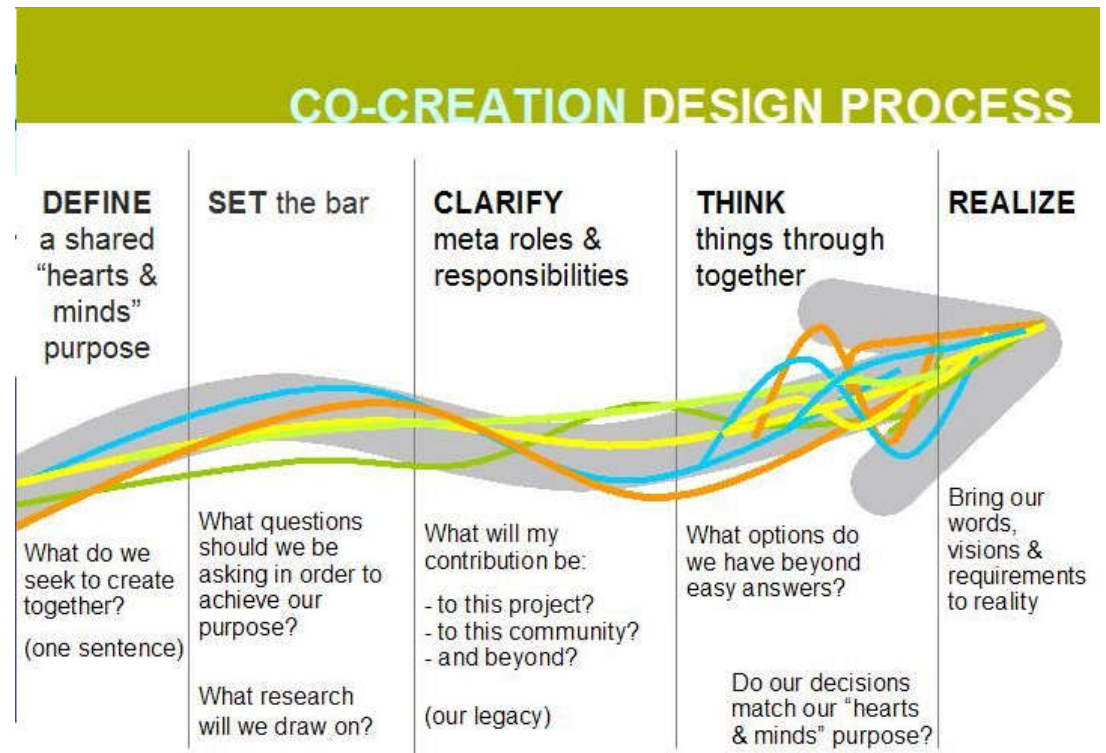 CO-CREATION DESIGN PROCESS
DEFINE
a shared
“hearts &
minds”
purpose
What do we
seek to create
together?
(one sentence)
SET the bar
What questions
should we be
asking in order to
achieve our
purpose?
What research
will we draw on?
CLARIFY
meta roles &
responsibilities
What will my
contribution be:
- to this project?
- to this community?
- and beyond?
(our legacy)
THINK
things through
together
What options do
we have beyond
easy answers?
Do our decisions
match our “hearts
& minds” purpose?
REALIZE
Bring our
words,
visions &
requirements
to reality